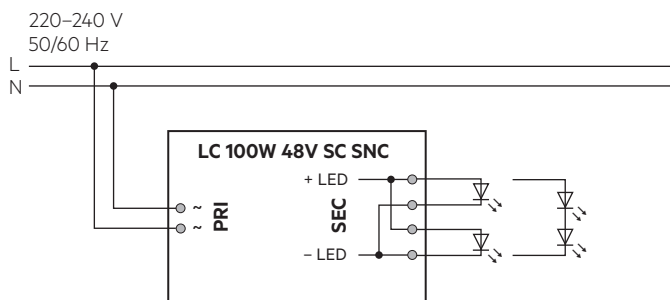 220–240 V
50/60 Hz
L
N
LC 100W 48V SC SNC
+ LED
~
PRI
SEC
~
– LED